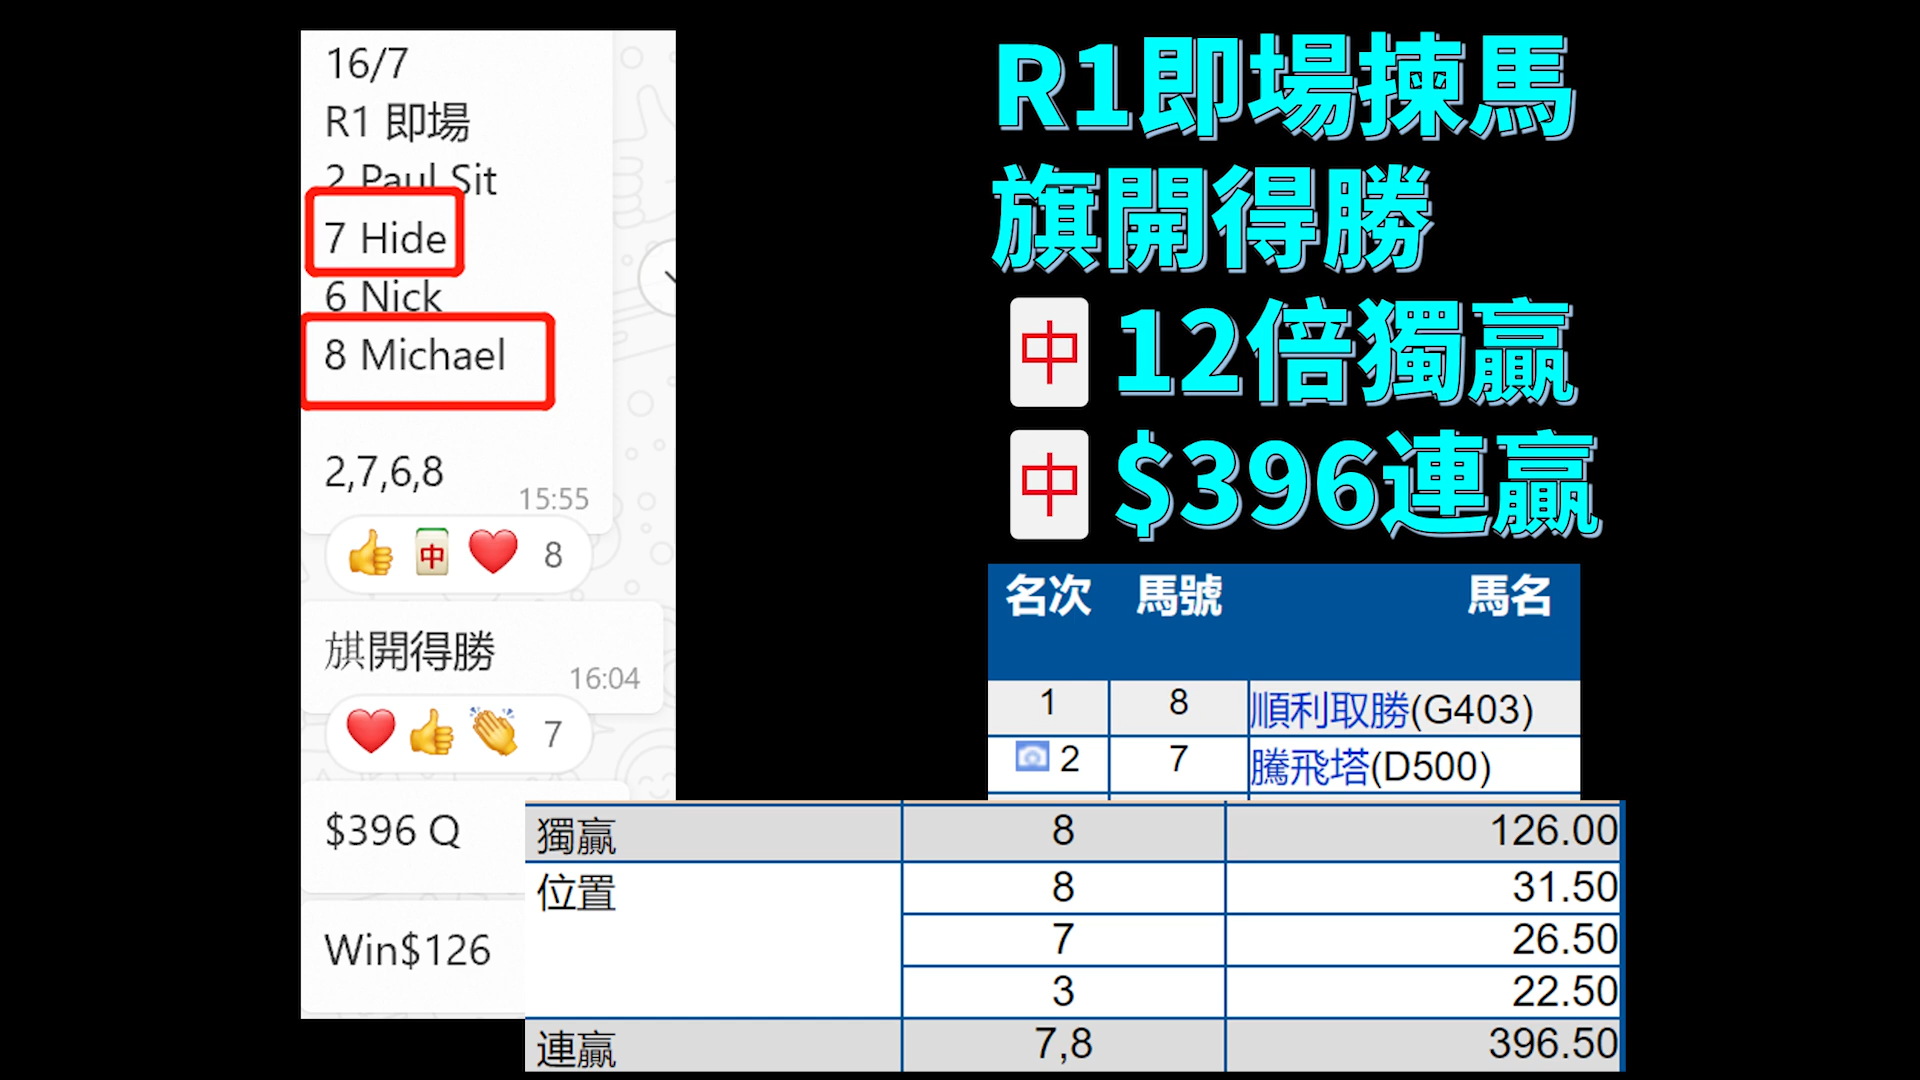 16/7
R1 即場
2 Paul Sit
7 Hide
6 Nick
8 Michael
2,7,6,8
15:55
中 8
旗開得勝
16:04
7
$396 Q
Win$126
R1即場揀馬
旗開得勝
中 12倍獨贏
中 $396連贏
名次 馬號 馬名
1 8 順利取勝(G403)
2 7 騰飛塔(D500)
獨贏 8 126.00
位置 8 31.50
7 26.50
3 22.50
連贏 7,8 396.50